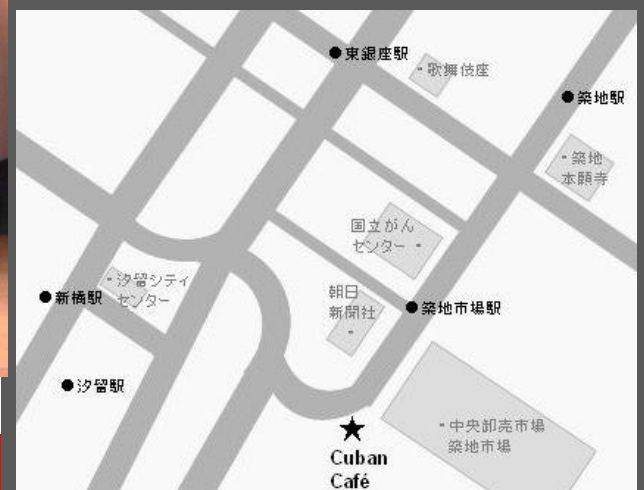 東銀座駅
歌舞伎座
築地駅
築地
本願寺
国立がん
センター
汐留シティ
センター
新橋駅
朝日
新聞社
築地市場駅
汐留駅
中央卸売市場
築地市場
Cuban
Café